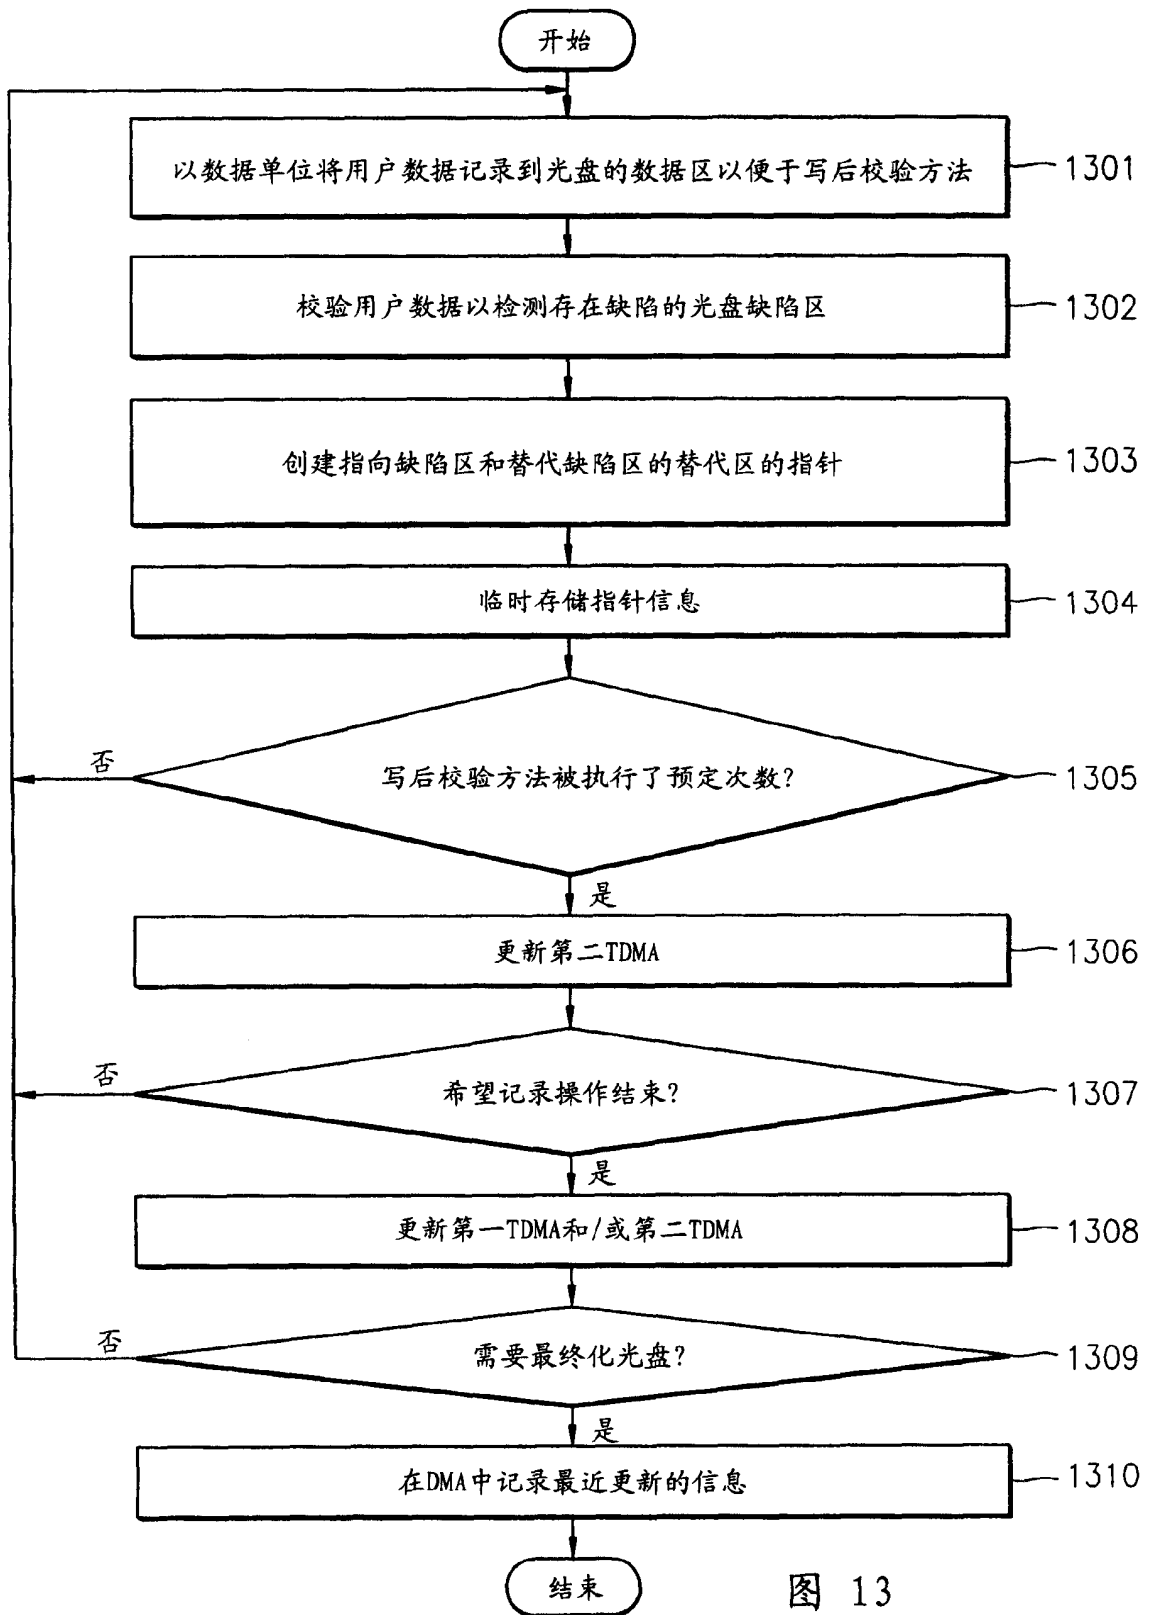 开始
以数据单位将用户数据记录到光盘的数据区以便于写后校验方法
1301
校验用户数据以检测存在缺陷的光盘缺陷区
1302
创建指向缺陷区和替代缺陷区的替代区的指针
1303
临时存储指针信息
1304
否
写后校验方法被执行了预定次数?
1305
是
更新第二TDMA
1306
否
希望记录操作结束?
1307
是
更新第一TDMA和/或第二TDMA
1308
否
需要最终化光盘?
1309
是
在DMA中记录最近更新的信息
1310
结束
图 13